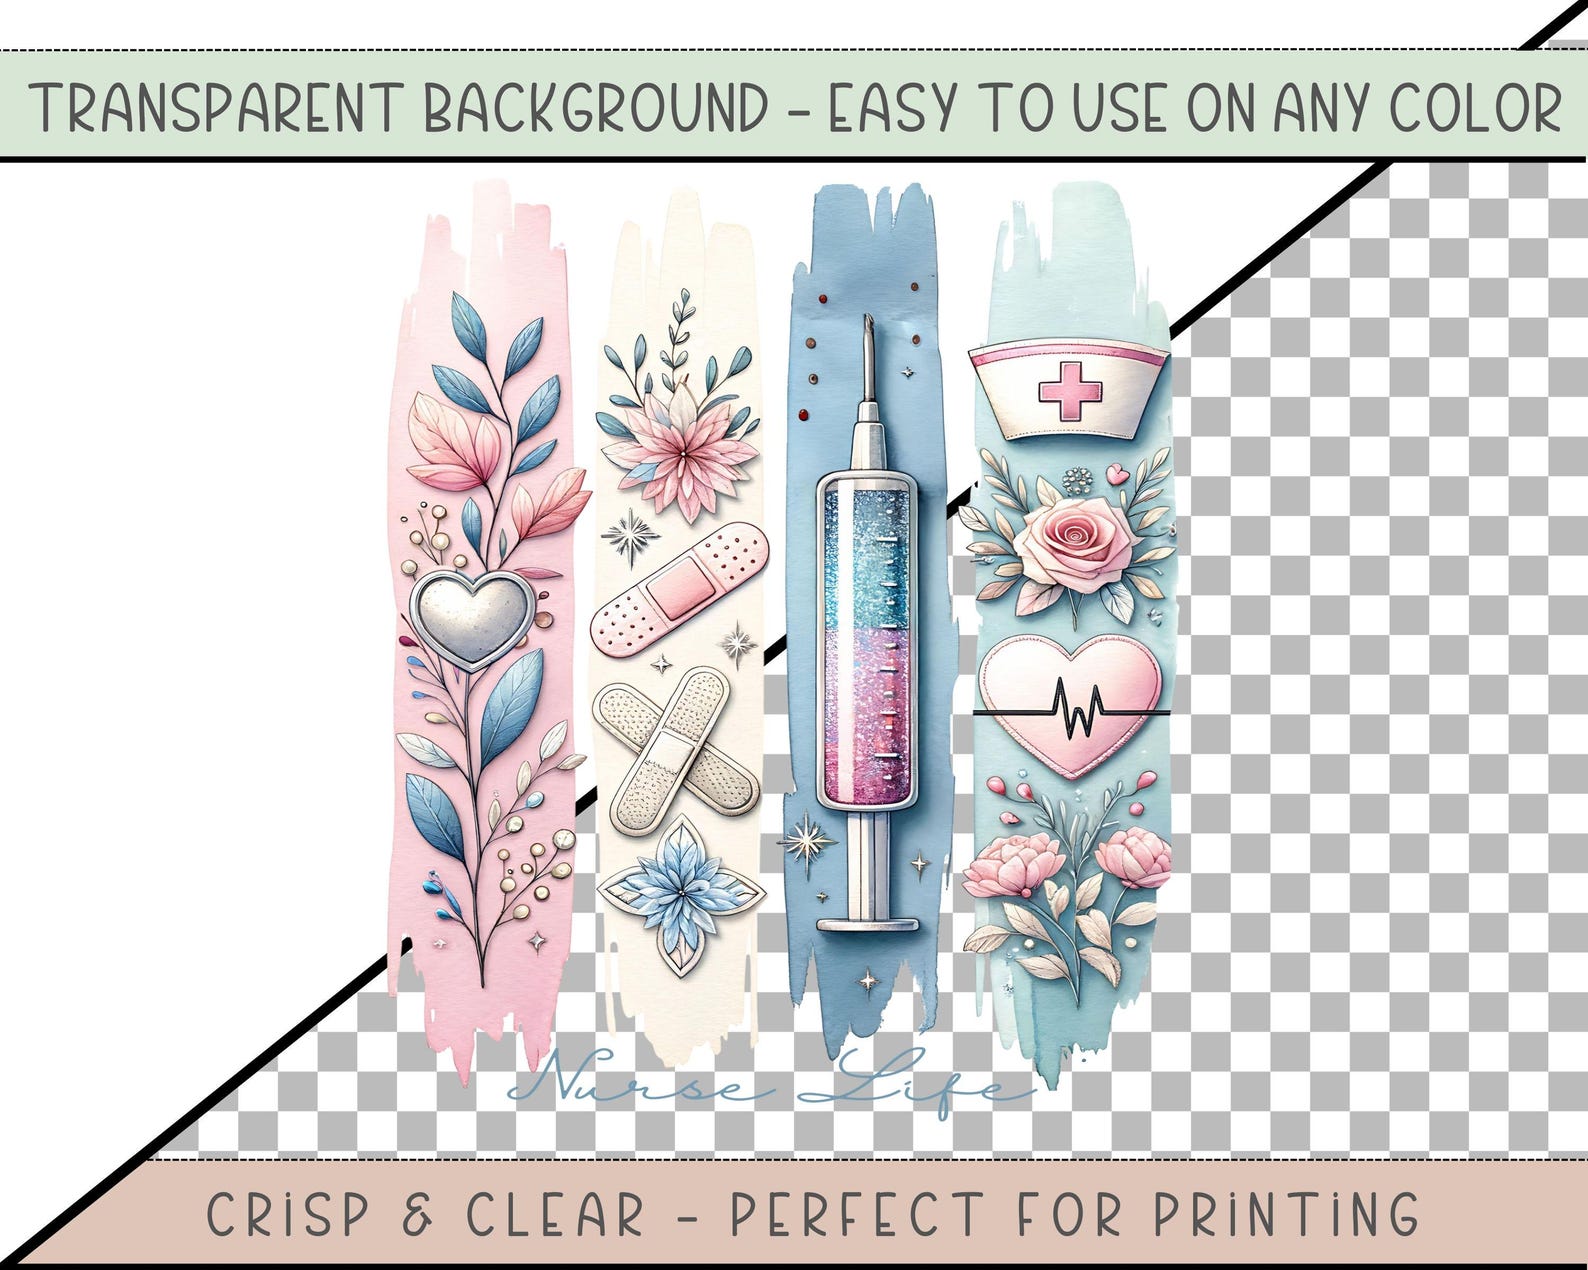 TRANSPARENT BACKGROUND - EASY TO USE ON ANY COLOR
Nurse Life
CRISP & CLEAR - PERFECT FOR PRINTING